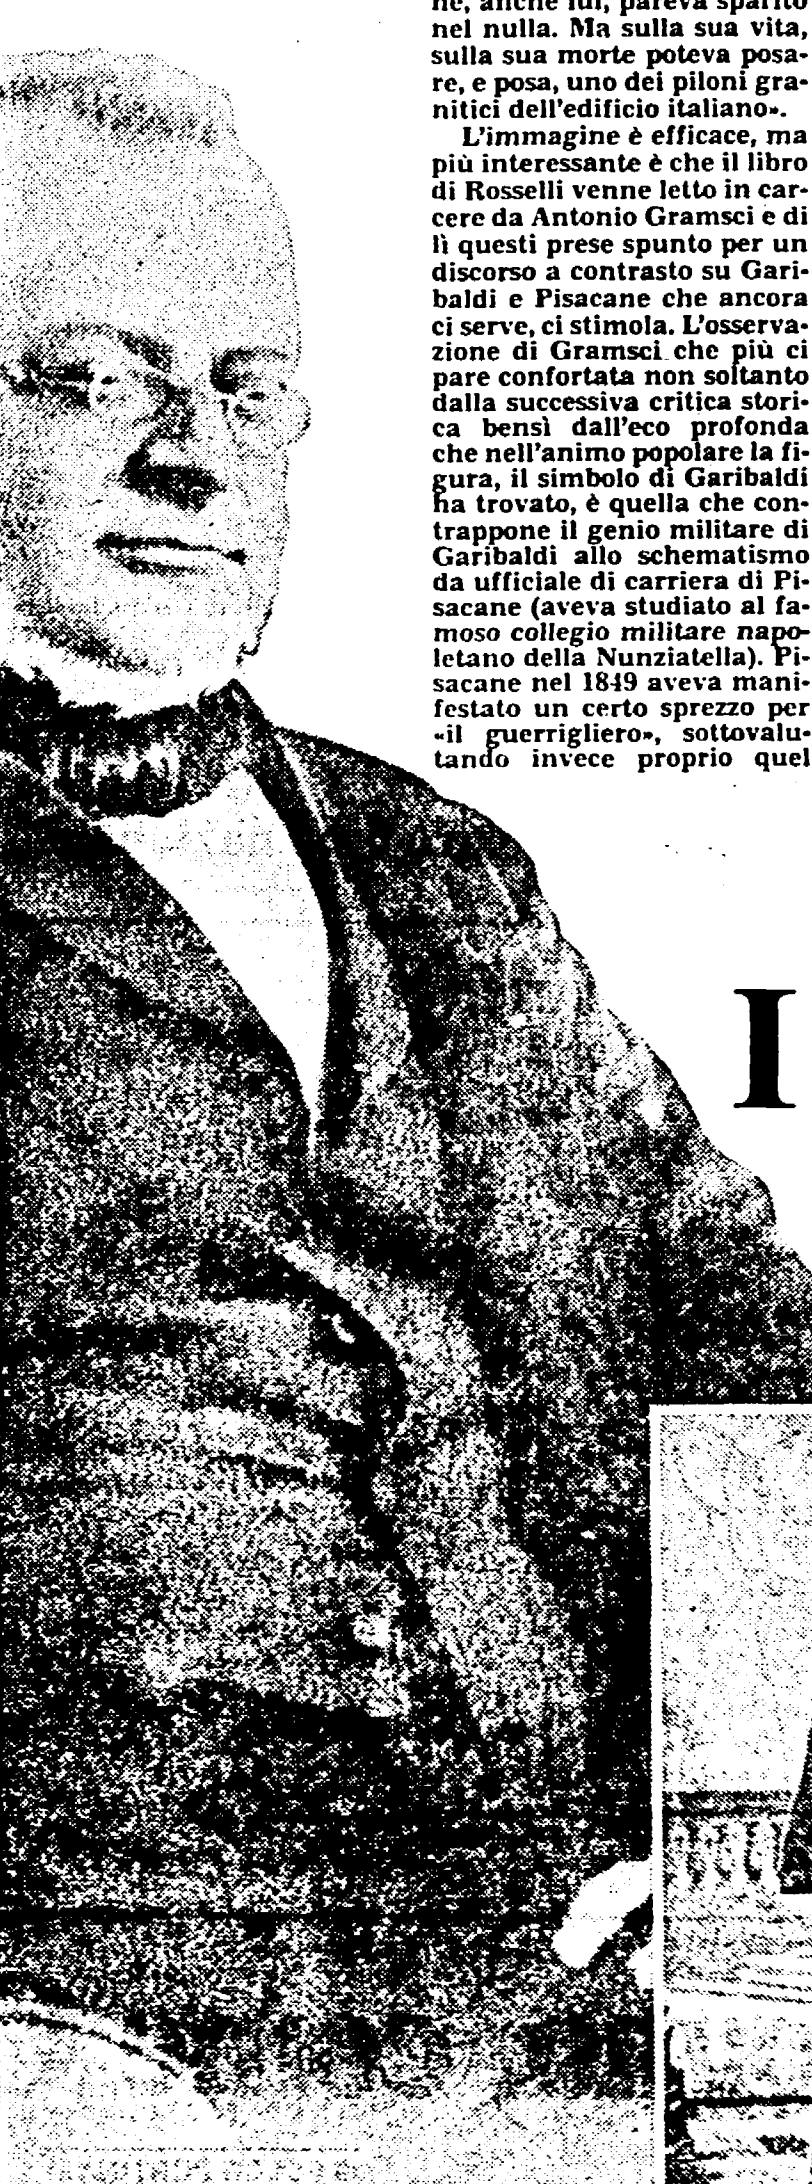 ne, anche lui, pareva sparito
nel nulla. Ma sulla sua vita,
sulla sua morte poteva posa-
re, e posa, uno dei piloni gra-
nitici dell'edificio italiano».
L'immagine è efficace, ma
più interessante è che il libro
di Rosselli venne letto in car-
cere da Antonio Gramsci e di
lì questi prese spunto per un
discorso a contrasto su Gari-
baldi e Pisacane che ancora
ci serve, ci stimola. L'osserva-
zione di Gramsci che più ci
pare confortata non soltanto
dalla successiva critica stori-
ca bensì dall'eco profonda
che nell'animo popolare la fi-
gura, il simbolo di Garibaldi
ha trovato, è quella che con-
trappone il genio militare di
Garibaldi allo schematismo
da ufficiale di carriera di Pi-
sacane (aveva studiato al fa-
moso collegio militare napo-
letano della Nunziatella). Pi-
sacane nel 1849 aveva mani-
festato un certo sprezzo per
«il guerrigliero», sottovalu-
tando invece proprio quel
I